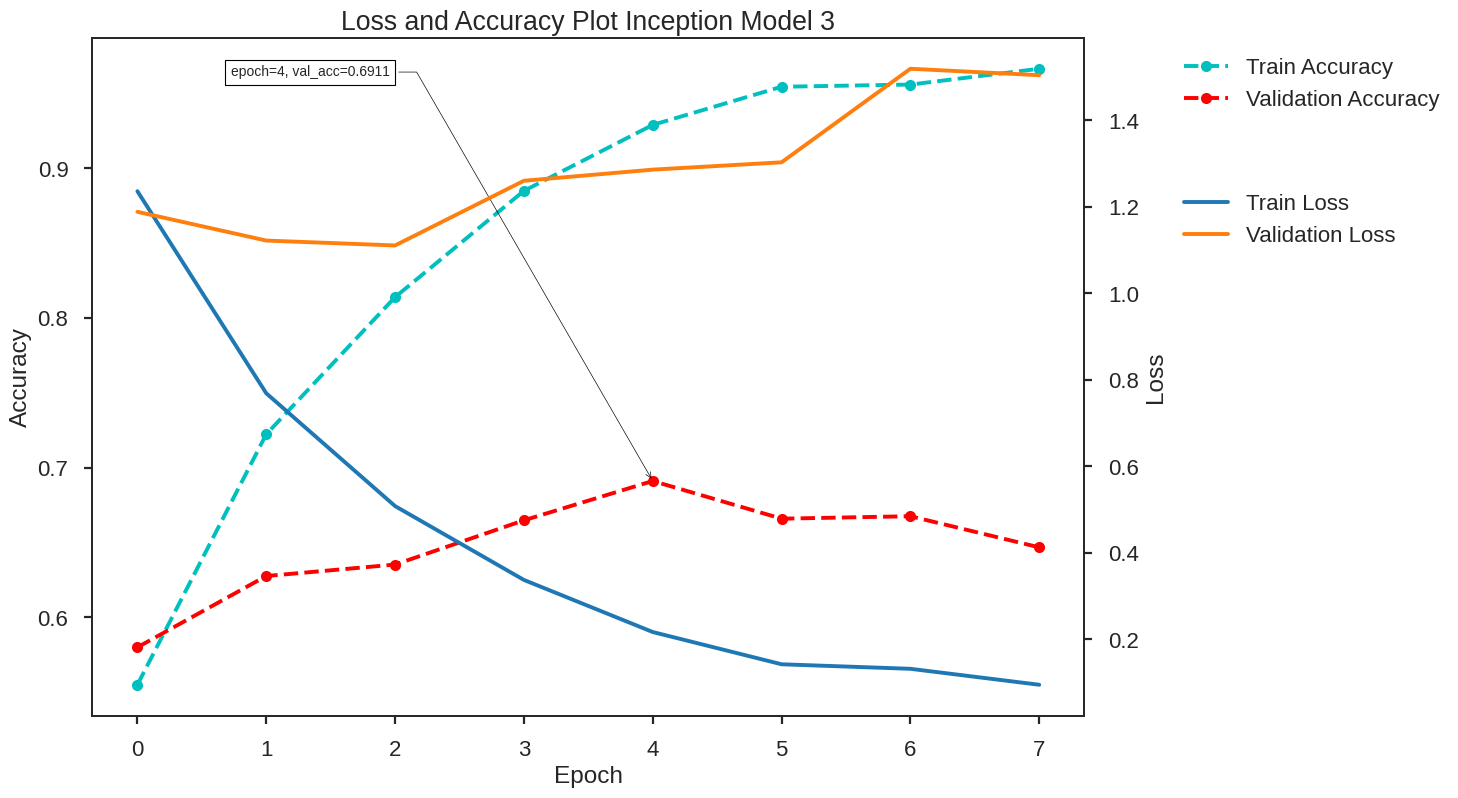 Loss and Accuracy Plot Inception Model 3
epoch=4, val_acc=0.6911
Accuracy
0.9
0.8
0.7
0.6
0
1
2
3
4
5
6
7
Epoch
1.4
1.2
1.0
0.8
0.6
0.4
0.2
Loss
Train Accuracy
Validation Accuracy
Train Loss
Validation Loss